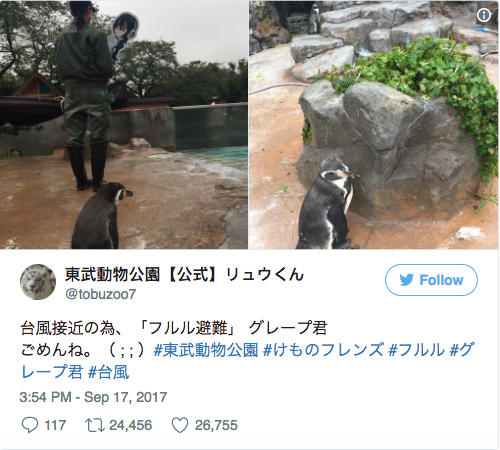 東武動物公園【公式】リュウくん
@tobuzoo7
Follow
台風接近の為、「フルル避難」 グレープ君
ごめんね。（ ; ; ）#東武動物公園 #けものフレンズ #フルル #グ
レープ君 #台風
3:54 PM - Sep 17, 2017
117 24,456 26,755